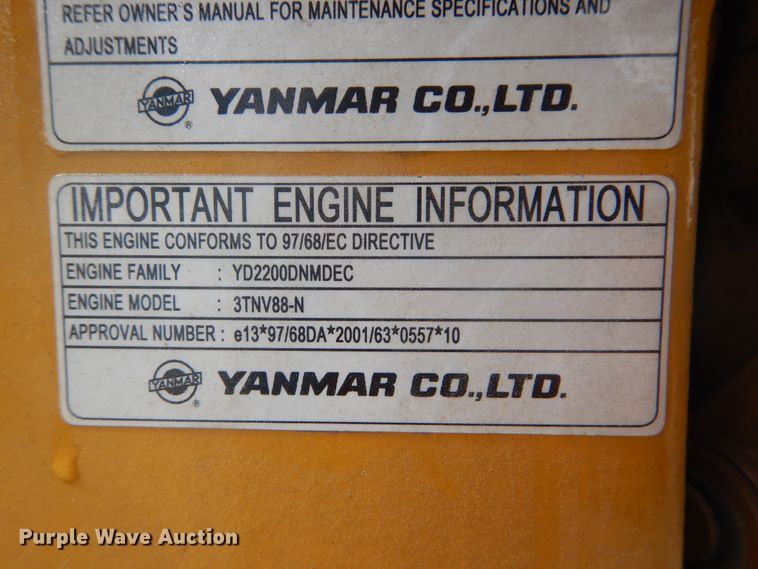 REFER OWNER`S MANUAL FOR MAINTENANCE SPECIFICATIONS AND
ADJUSTMENTS
YANMAR
® YANMAR CO.,LTD.
IMPORTANT ENGINE INFORMATION
THIS ENGINE CONFORMS TO 97/68/EC DIRECTIVE
ENGINE FAMILY : YD2200DNMDEC
ENGINE MODEL : 3TNV88-N
APPROVAL NUMBER : e13*97/68DA*2001/63*0557*10
YANMAR
® YANMAR CO.,LTD.
Purple Wave Auction